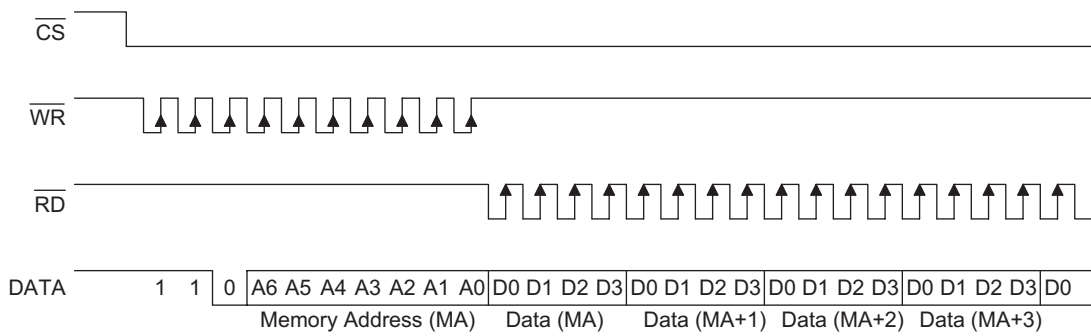 CS
WR
RD
DATA 1 1 0 A6 A5 A4 A3 A2 A1 A0 D0 D1 D2 D3 D0 D1 D2 D3 D0 D1 D2 D3 D0 D1 D2 D3 D0
Memory Address (MA) Data (MA) Data (MA+1) Data (MA+2) Data (MA+3)